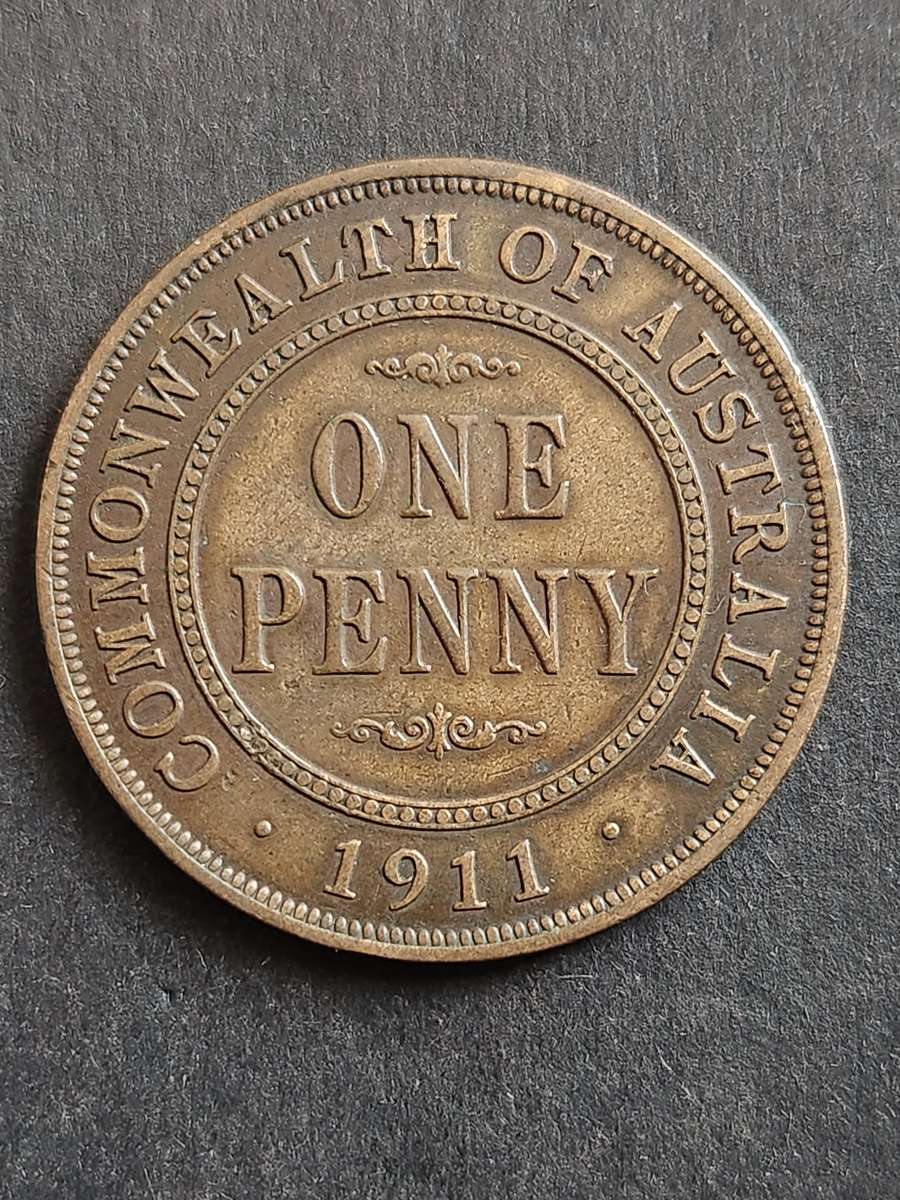 COMMONWEALTH OF AUSTRALIA
ONE
PENNY
· 1911 ·